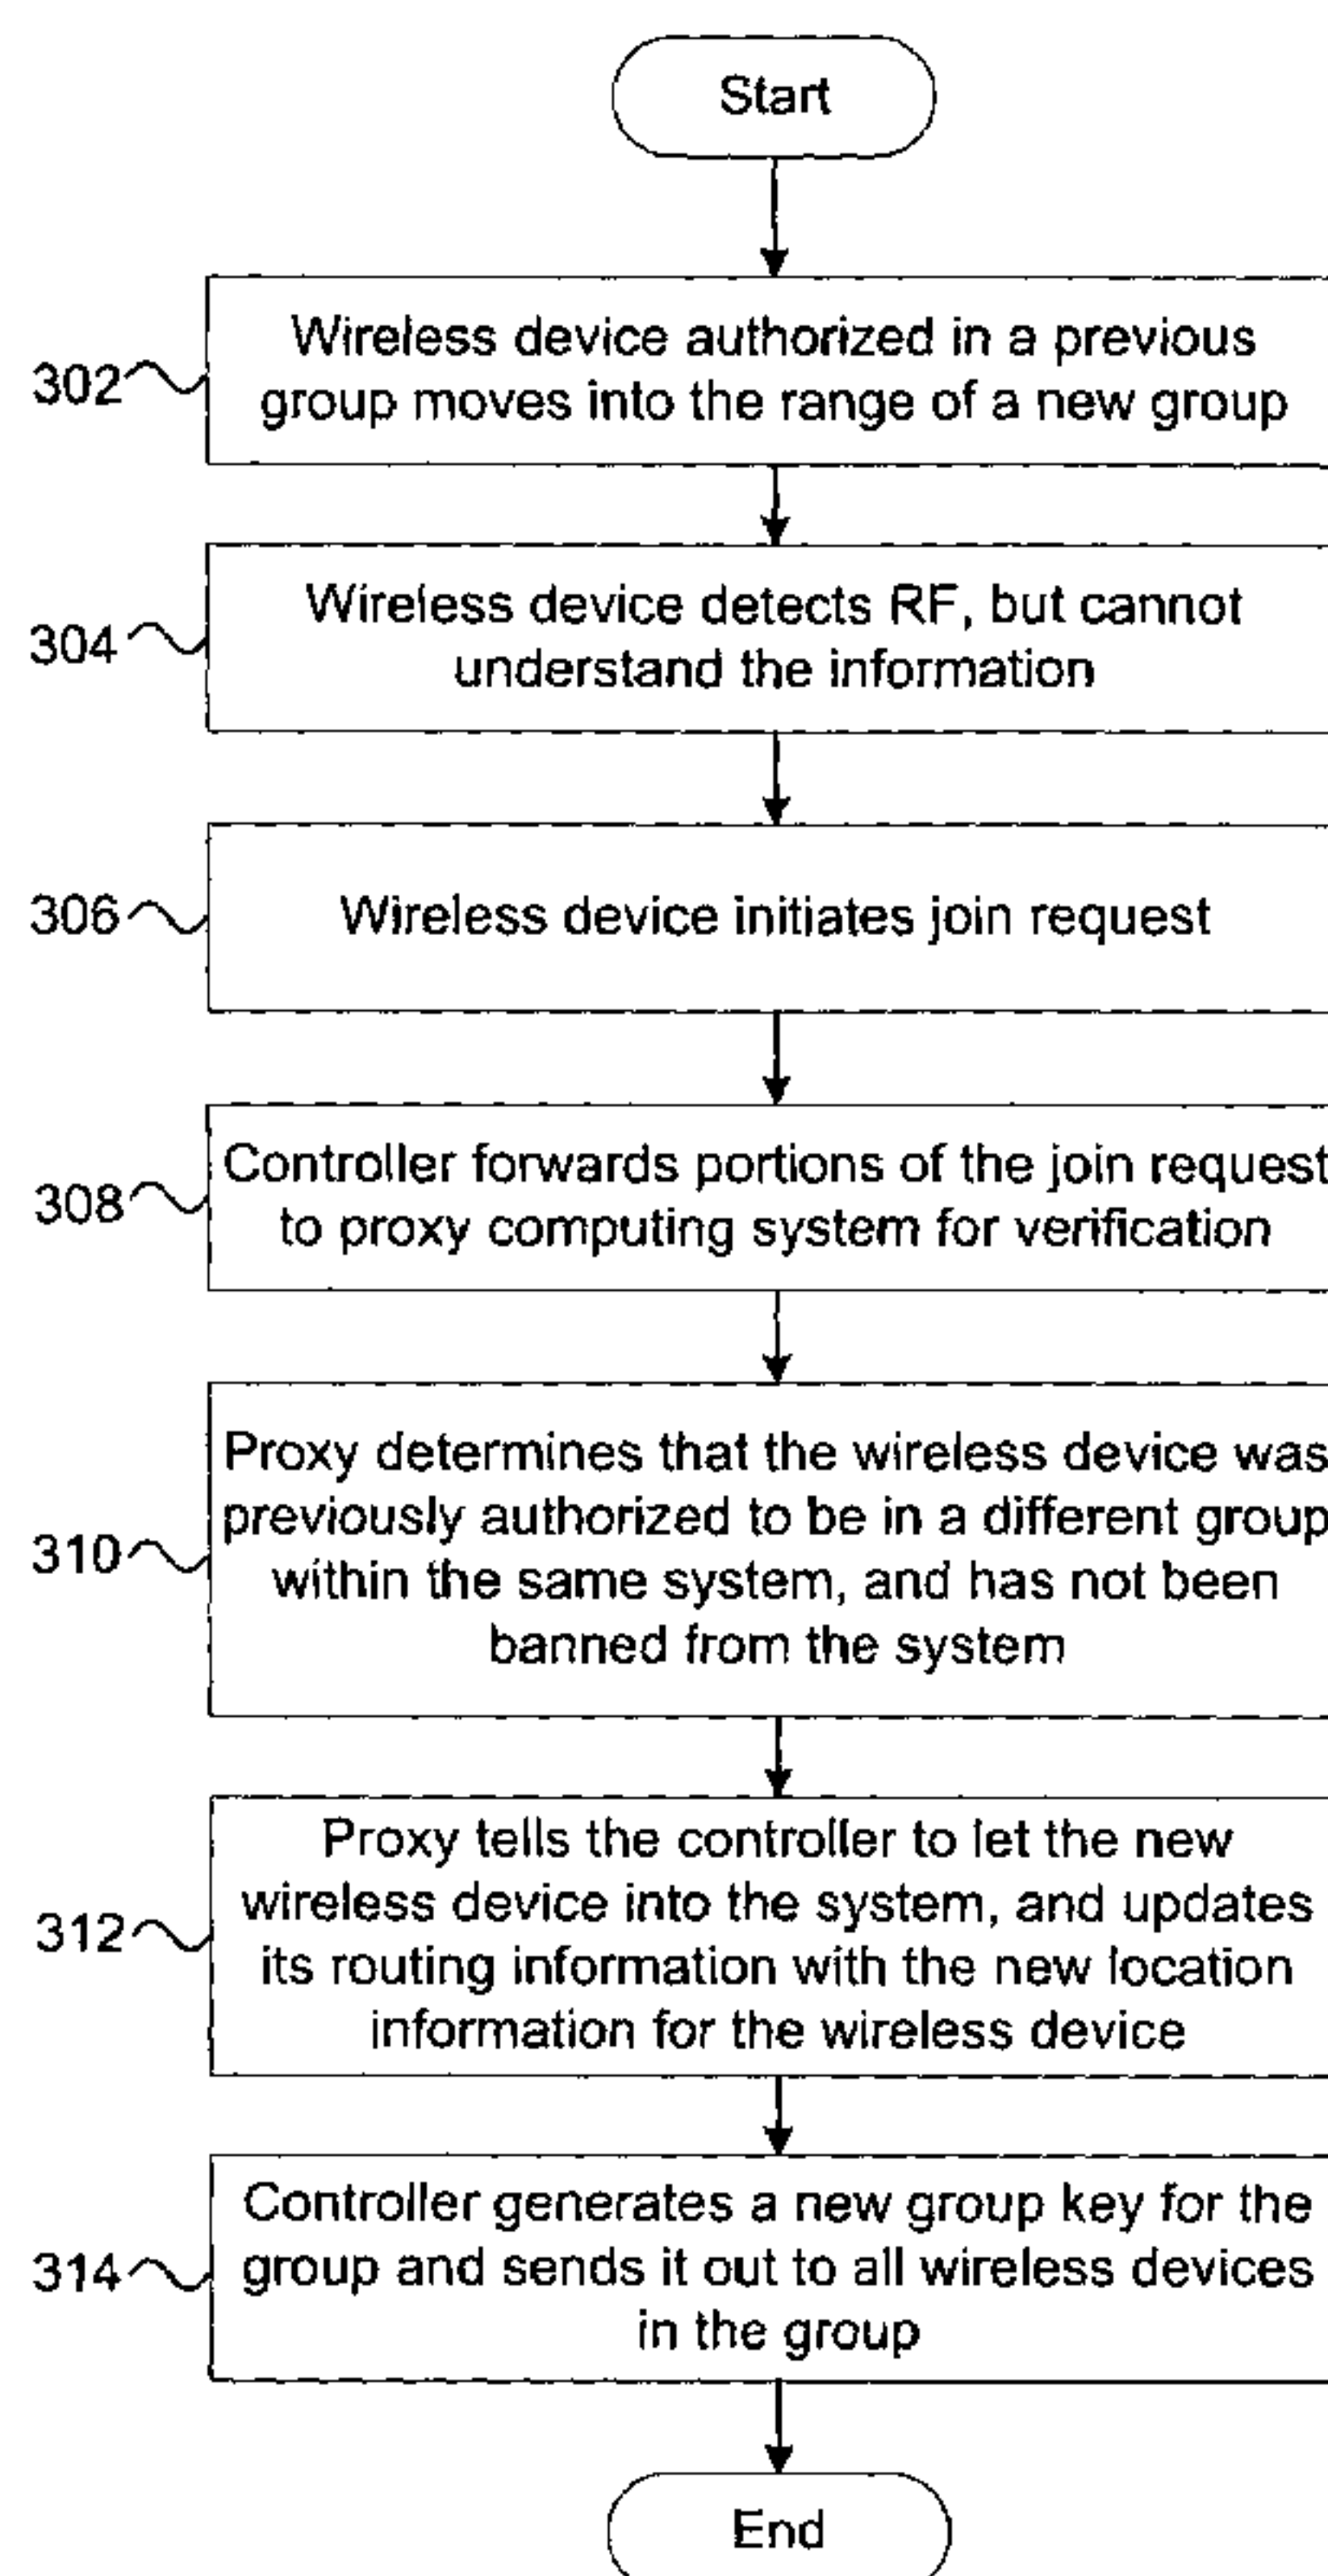 Start
302
Wireless device authorized in a previous
group moves into the range of a new group
304
Wireless device detects RF, but cannot
understand the information
306
Wireless device initiates join request
308
Controller forwards portions of the join request
to proxy computing system for verification
310
Proxy determines that the wireless device was
previously authorized to be in a different group
within the same system, and has not been
banned from the system
312
Proxy tells the controller to let the new
wireless device into the system, and updates
its routing information with the new location
information for the wireless device
314
Controller generates a new group key for the
group and sends it out to all wireless devices
in the group
End